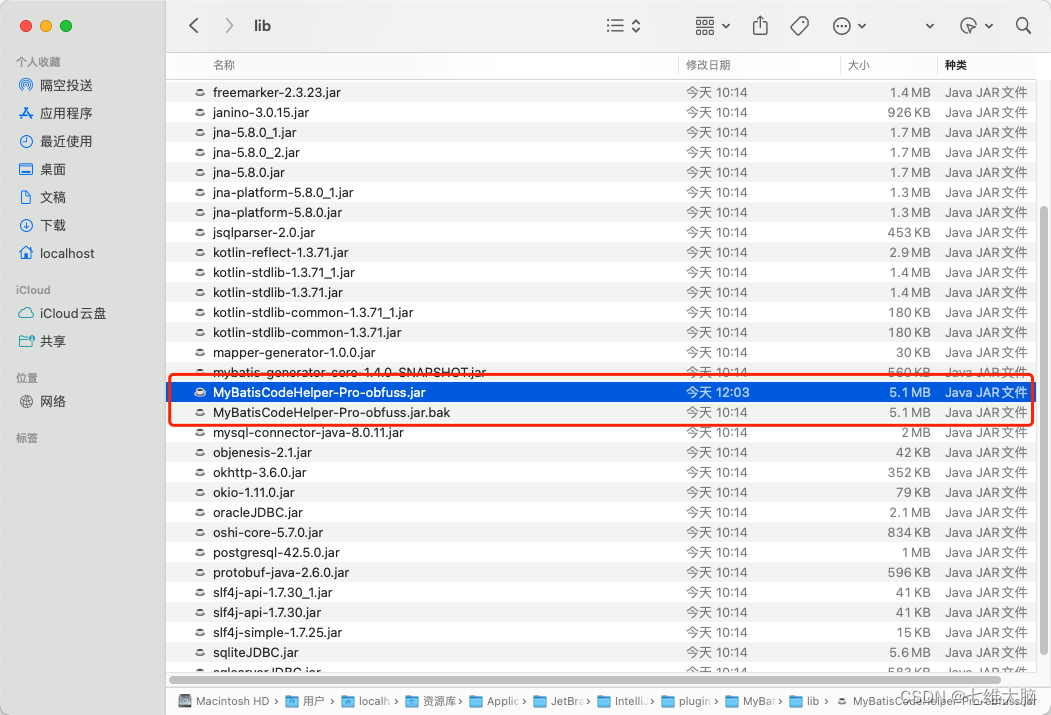 lib
个人收藏
隔空投送
应用程序
最近使用
桌面
文稿
下载
localhost
iCloud
iCloud云盘
共享
位置
网络
标签
名称 修改日期 大小 种类
freemarker-2.3.23.jar 今天 10:14 1.4 MB Java JAR文件
janino-3.0.15.jar 今天 10:14 926 KB Java JAR文件
jna-5.8.0_1.jar 今天 10:14 1.7 MB Java JAR文件
jna-5.8.0_2.jar 今天 10:14 1.7 MB Java JAR文件
jna-5.8.0.jar 今天 10:14 1.7 MB Java JAR文件
jna-platform-5.8.0_1.jar 今天 10:14 1.3 MB Java JAR文件
jna-platform-5.8.0.jar 今天 10:14 1.3 MB Java JAR文件
jsqlparser-2.0.jar 今天 10:14 453 KB Java JAR文件
kotlin-reflect-1.3.71.jar 今天 10:14 2.9 MB Java JAR文件
kotlin-stdlib-1.3.71_1.jar 今天 10:14 1.4 MB Java JAR文件
kotlin-stdlib-1.3.71.jar 今天 10:14 1.4 MB Java JAR文件
kotlin-stdlib-common-1.3.71_1.jar 今天 10:14 180 KB Java JAR文件
kotlin-stdlib-common-1.3.71.jar 今天 10:14 180 KB Java JAR文件
mapper-generator-1.0.0.jar 今天 10:14 30 KB Java JAR文件
mybatis-generator-core-1.4.0-SNAPSHOT.jar 今天 10:14 560 KB Java JAR文件
MyBatisCodeHelper-Pro-obfuss.jar 今天 12:03 5.1 MB Java JAR文件
MyBatisCodeHelper-Pro-obfuss.jar.bak 今天 10:14 5.1 MB Java JAR文件
mysql-connector-java-8.0.11.jar 今天 10:14 2 MB Java JAR文件
objenesis-2.1.jar 今天 10:14 42 KB Java JAR文件
okhttp-3.6.0.jar 今天 10:14 352 KB Java JAR文件
okio-1.11.0.jar 今天 10:14 79 KB Java JAR文件
oracleJDBC.jar 今天 10:14 2.1 MB Java JAR文件
oshi-core-5.7.0.jar 今天 10:14 834 KB Java JAR文件
postgresql-42.5.0.jar 今天 10:14 1 MB Java JAR文件
protobuf-java-2.6.0.jar 今天 10:14 596 KB Java JAR文件
slf4j-api-1.7.30_1.jar 今天 10:14 41 KB Java JAR文件
slf4j-api-1.7.30.jar 今天 10:14 41 KB Java JAR文件
slf4j-simple-1.7.25.jar 今天 10:14 15 KB Java JAR文件
sqliteJDBC.jar 今天 10:14 5.6 MB Java JAR文件
sqlserverJDBC.jar 今天 10:14 583 KB Java JAR文件
Macintosh HD › 用户 › localh › 资源库 › Applic › JetBra › IntelliJ › plugin › MyBat › lib › MyBatisCodeHelper-Pro-obfuss.jar
CSDN @七维大脑